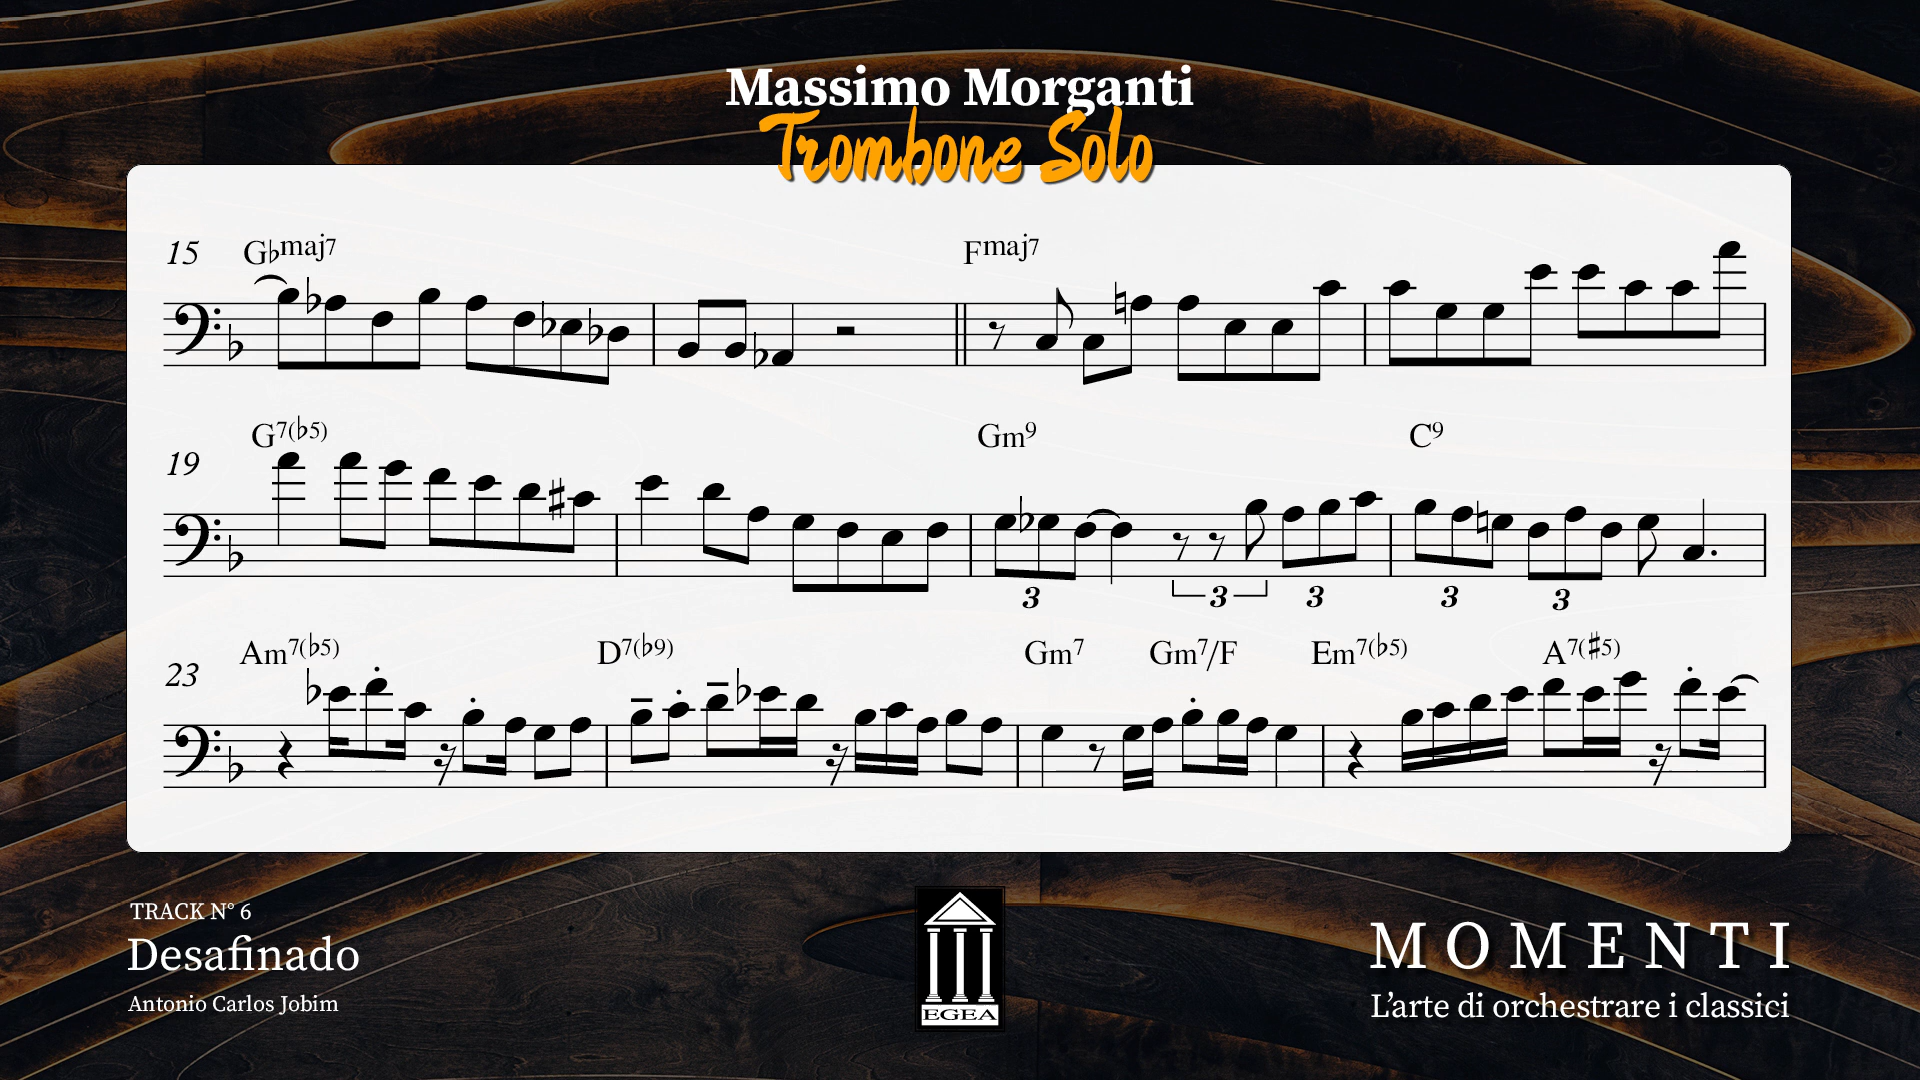 Massimo Morganti
Trombone Solo
15 G♭maj7 Fmaj7
19 G7(♭5) Gm9 C9
3 3 3 3 3
23 Am7(♭5) D7(♭9) Gm7 Gm7/F Em7(♭5) A7(♯5)
TRACK N° 6
Desafinado
Antonio Carlos Jobim
EGEA
MOMENTI
L'arte di orchestrare i classici